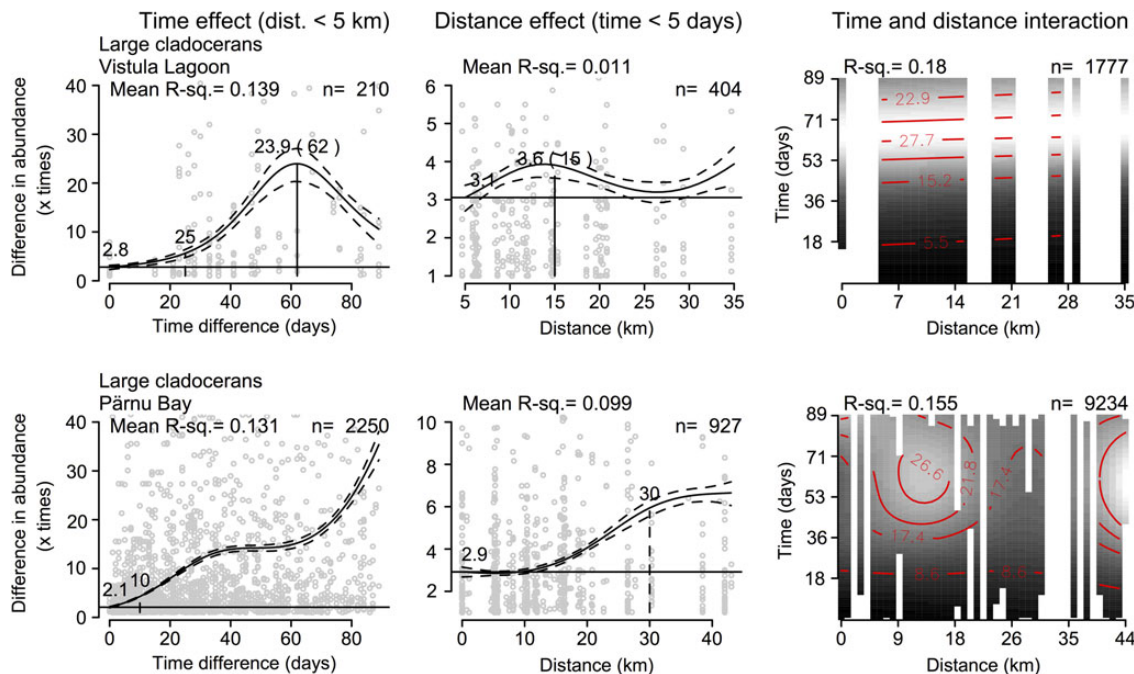 Time effect (dist. < 5 km)
Distance effect (time < 5 days)
Time and distance interaction
Large cladocerans
Vistula Lagoon
Mean R-sq.= 0.139 n= 210
Difference in abundance
(x times)
40
30
20
10
0
2.8
25
23.9 ( 62 )
0 20 40 60 80
Time difference (days)
Mean R-sq.= 0.011
n= 404
6
5
4
3
2
1
3.1
3.6 ( 15 )
5 10 15 20 25 30 35
Distance (km)
R-sq.= 0.18 n= 1777
Time (days)
89
71
53
36
18
22.9
27.7
15.2
5.5
0 7 14 21 28 35
Distance (km)
Large cladocerans
Pärnu Bay
Mean R-sq.= 0.131 n= 2250
Difference in abundance
(x times)
40
30
20
10
0
2.1
10
0 20 40 60 80
Time difference (days)
Mean R-sq.= 0.099
n= 927
10
8
6
4
2
2.9
30
0 10 20 30 40
Distance (km)
R-sq.= 0.155 n= 9234
Time (days)
89
71
53
36
18
26.6
21.8
17.4
17.4
0 9 18 26 35 44
Distance (km)